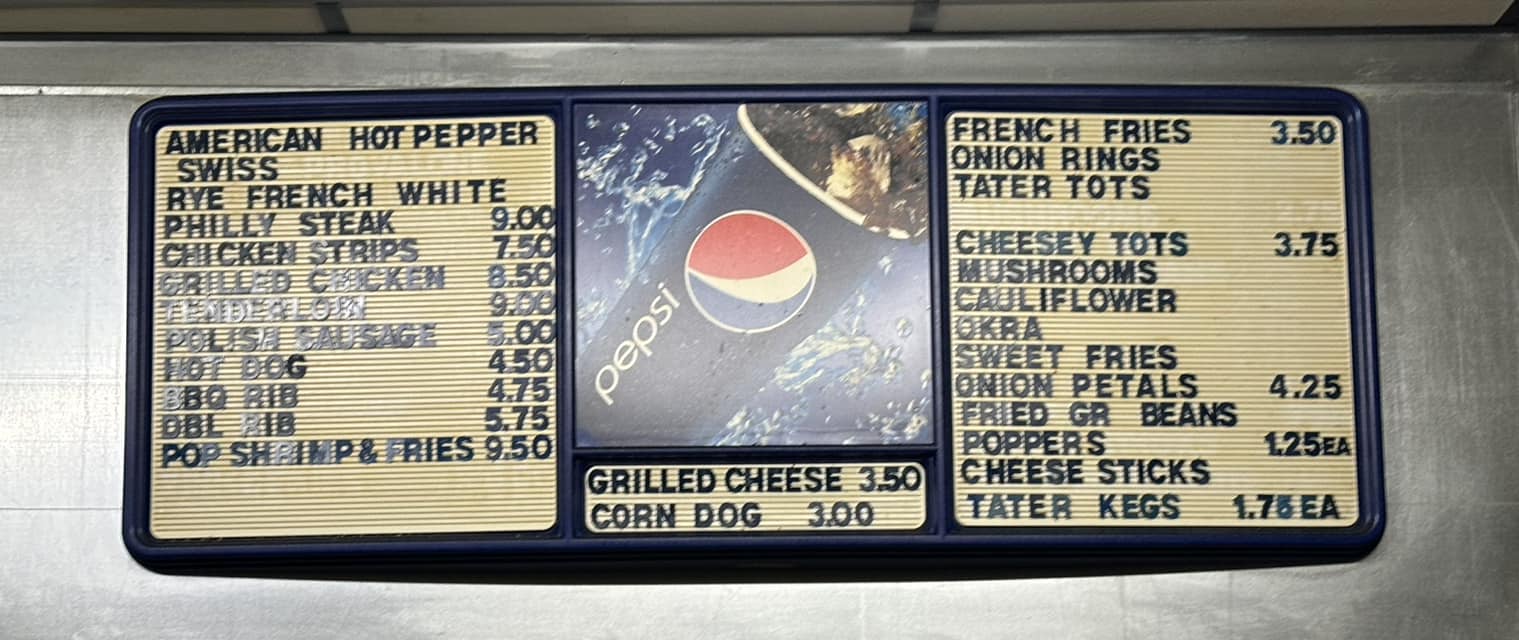 AMERICAN HOT PEPPER
SWISS
RYE FRENCH WHITE
PHILLY STEAK 9.00
CHICKEN STRIPS 7.50
GRILLED CHICKEN 8.50
TENDERLOIN 9.00
POLISH SAUSAGE 5.00
HOT DOG 4.50
BBQ RIB 4.75
DBL RIB 5.75
POP SHRIMP & FRIES 9.50
pepsi
GRILLED CHEESE 3.50
CORN DOG 3.00
FRENCH FRIES 3.50
ONION RINGS
TATER TOTS
CHEESEY TOTS 3.75
MUSHROOMS
CAULIFLOWER
OKRA
SWEET FRIES
ONION PETALS 4.25
FRIED GR BEANS
POPPERS 1.25EA
CHEESE STICKS
TATER KEGS 1.75 EA